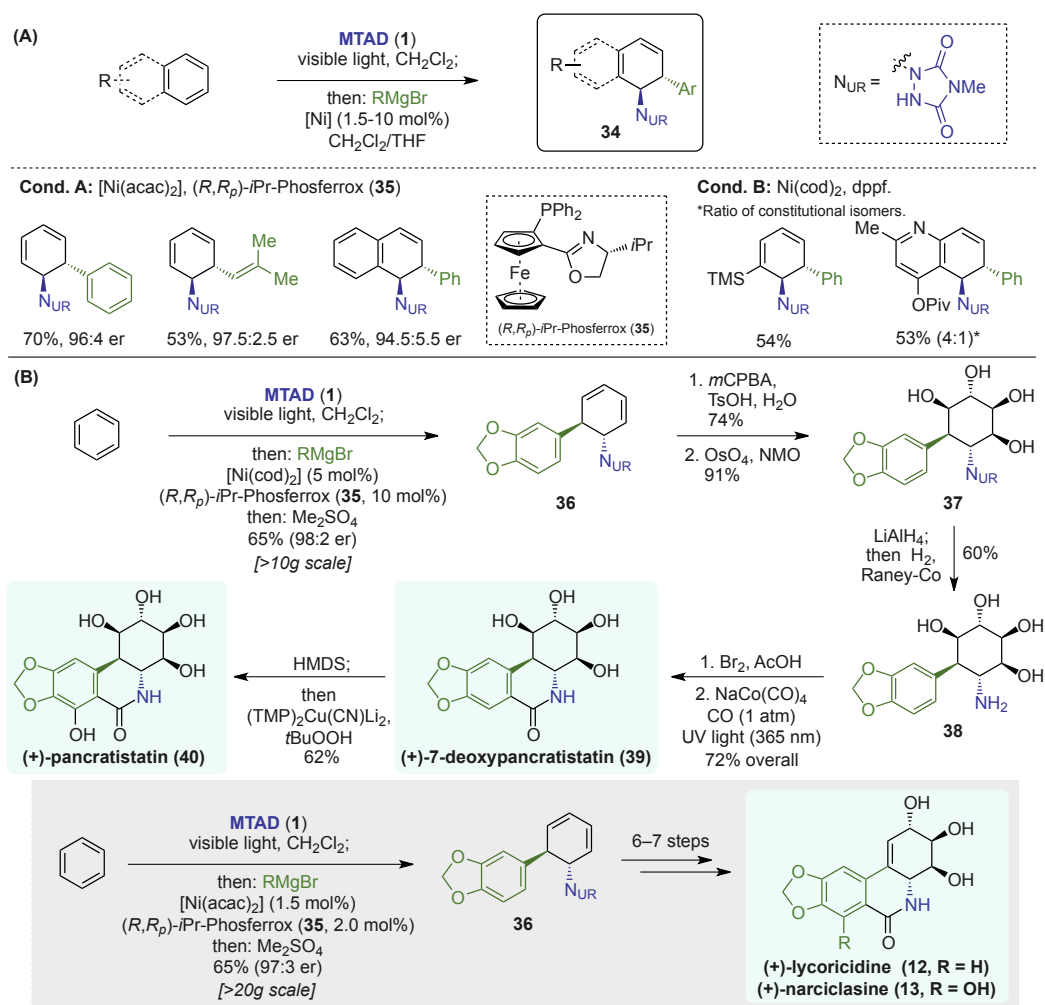 (A)
MTAD (1)
visible light, CH2Cl2;
then: RMgBr
[Ni] (1.5-10 mol%)
CH2Cl2/THF
R
R
Ar
NUR
34
NUR =
N
HN
O
NMe
O
Cond. A: [Ni(acac)2], (R,Rp)-iPr-Phosferrox (35)
NUR
70%, 96:4 er
Me
Me
NUR
53%, 97.5:2.5 er
Ph
NUR
63%, 94.5:5.5 er
PPh2
N
iPr
Fe
O
(R,Rp)-iPr-Phosferrox (35)
Cond. B: Ni(cod)2, dppf.
*Ratio of constitutional isomers.
TMS
Ph
NUR
54%
Me
N
Ph
OPiv
NUR
53% (4:1)*
(B)
MTAD (1)
visible light, CH2Cl2;
then: RMgBr
[Ni(cod)2] (5 mol%)
(R,Rp)-iPr-Phosferrox (35, 10 mol%)
then: Me2SO4
65% (98:2 er)
[>10g scale]
O
O
NUR
36
1. mCPBA,
TsOH, H2O
74%
2. OsO4, NMO
91%
OH
HO
OH
OH
O
O
NUR
37
LiAlH4;
then H2,
Raney-Co
60%
OH
HO
OH
OH
O
O
NH2
38
1. Br2, AcOH
2. NaCo(CO)4
CO (1 atm)
UV light (365 nm)
72% overall
OH
HO
OH
OH
O
O
NH
O
(+)-7-deoxypancratistatin (39)
HMDS;
then
(TMP)2Cu(CN)Li2,
tBuOOH
62%
OH
HO
OH
OH
O
O
NH
OH
O
(+)-pancratistatin (40)
MTAD (1)
visible light, CH2Cl2;
then: RMgBr
[Ni(acac)2] (1.5 mol%)
(R,Rp)-iPr-Phosferrox (35, 2.0 mol%)
then: Me2SO4
65% (97:3 er)
[>20g scale]
O
O
NUR
36
6–7 steps
OH
OH
OH
O
O
NH
R
O
(+)-lycoricidine (12, R = H)
(+)-narciclasine (13, R = OH)